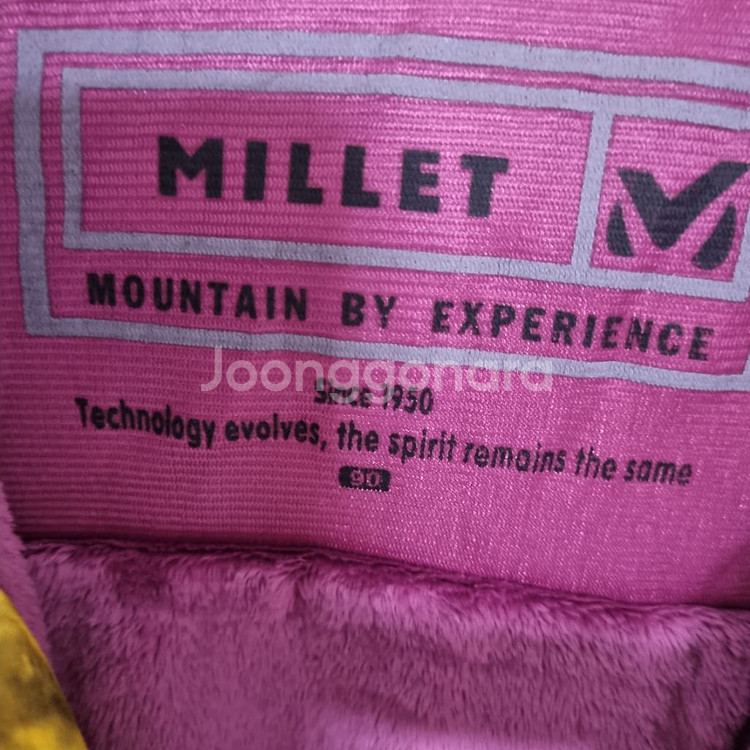 MILLET
MOUNTAIN BY EXPERIENCE
Joonggonara
Since 1950
Technology evolves, the spirit remains the same
90